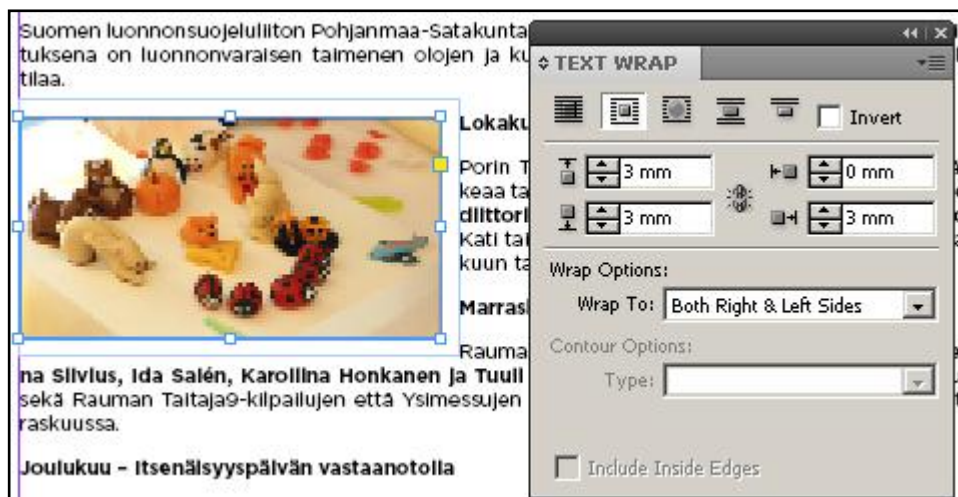 Suomen luonnonsuojeluliiton Pohjanmaa-Satakunta
tuksena on luonnonvaraisen taimenen olojen ja ku
tilaa.
Lokaku
Porin T
keaa ta
diittori
Kati tai
kuun ta
Marrask
Rauma
na Silvius, Ida Salén, Karoliina Honkanen ja Tuuli
sekä Rauman Taitaja9-kilpailujen että Ysimessujen
raskuussa.
Joulukuu – Itsenäisyyspäivän vastaanotolla
TEXT WRAP
Invert
3 mm
0 mm
3 mm
3 mm
Wrap Options:
Wrap To: Both Right & Left Sides
Contour Options:
Type:
Include Inside Edges